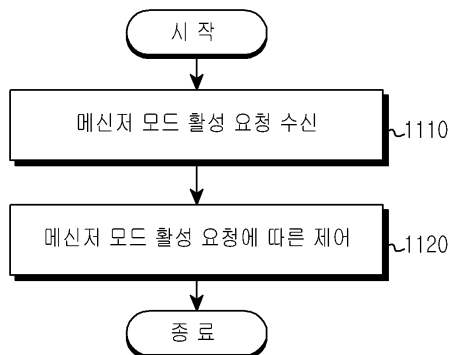 시 작
메신저 모드 활성 요청 수신
1110
메신저 모드 활성 요청에 따른 제어
1120
종 료